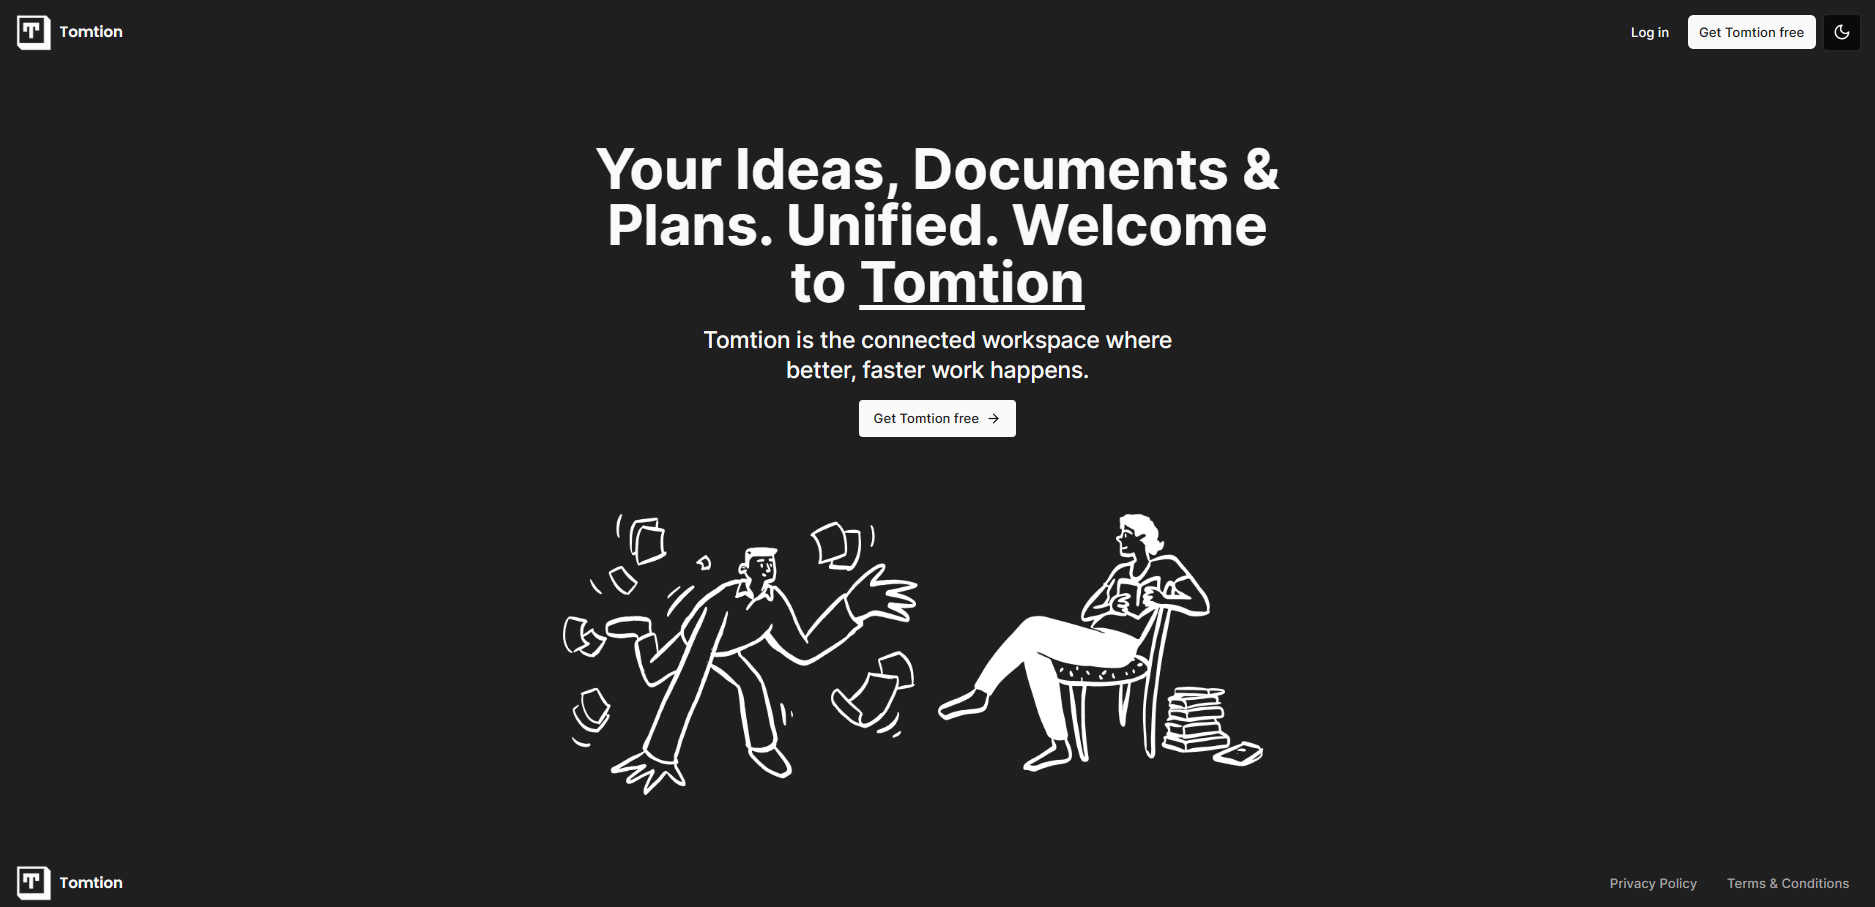 Tomtion
Log in
Get Tomtion free
Your Ideas, Documents &
Plans. Unified. Welcome
to Tomtion
Tomtion is the connected workspace where
better, faster work happens.
Get Tomtion free
Tomtion
Privacy Policy
Terms & Conditions